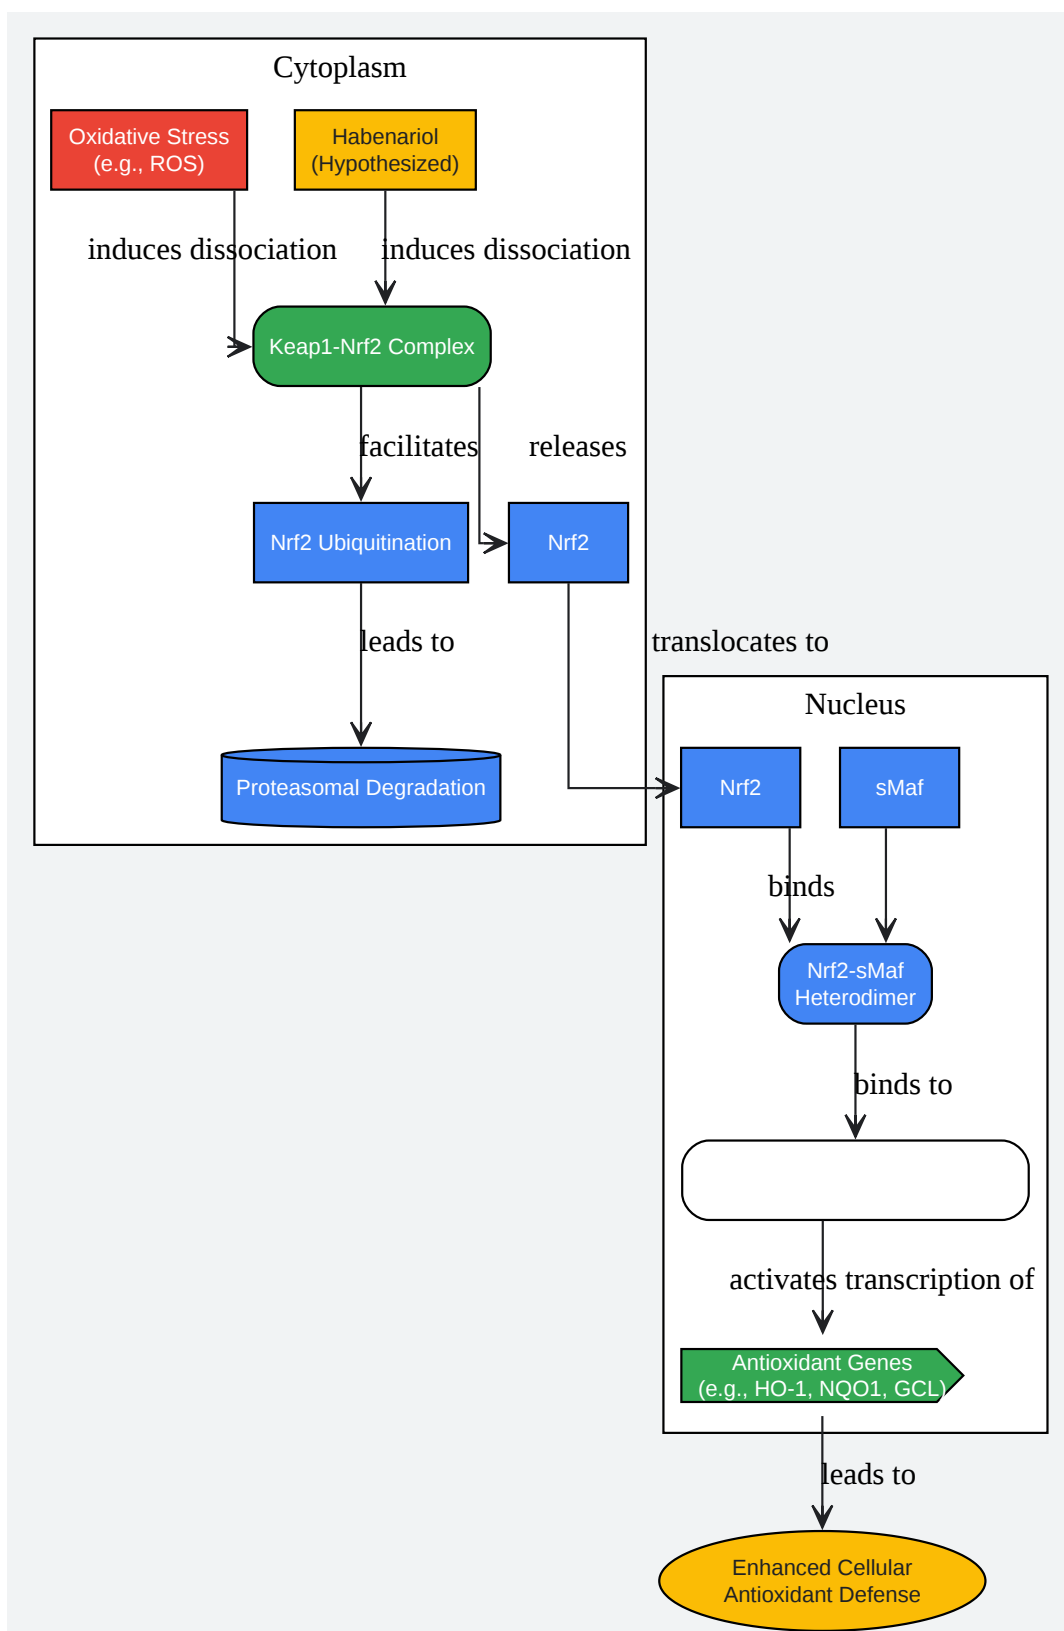 Cytoplasm
Oxidative Stress
(e.g., ROS)
Habenariol
(Hypothesized)
induces dissociation
induces dissociation
Keap1-Nrf2 Complex
facilitates
releases
Nrf2 Ubiquitination
Nrf2
leads to
translocates to
Proteasomal Degradation
Nucleus
Nrf2
sMaf
binds
Nrf2-sMaf
Heterodimer
binds to
activates transcription of
Antioxidant Genes
(e.g., HO-1, NQO1, GCL)
leads to
Enhanced Cellular
Antioxidant Defense